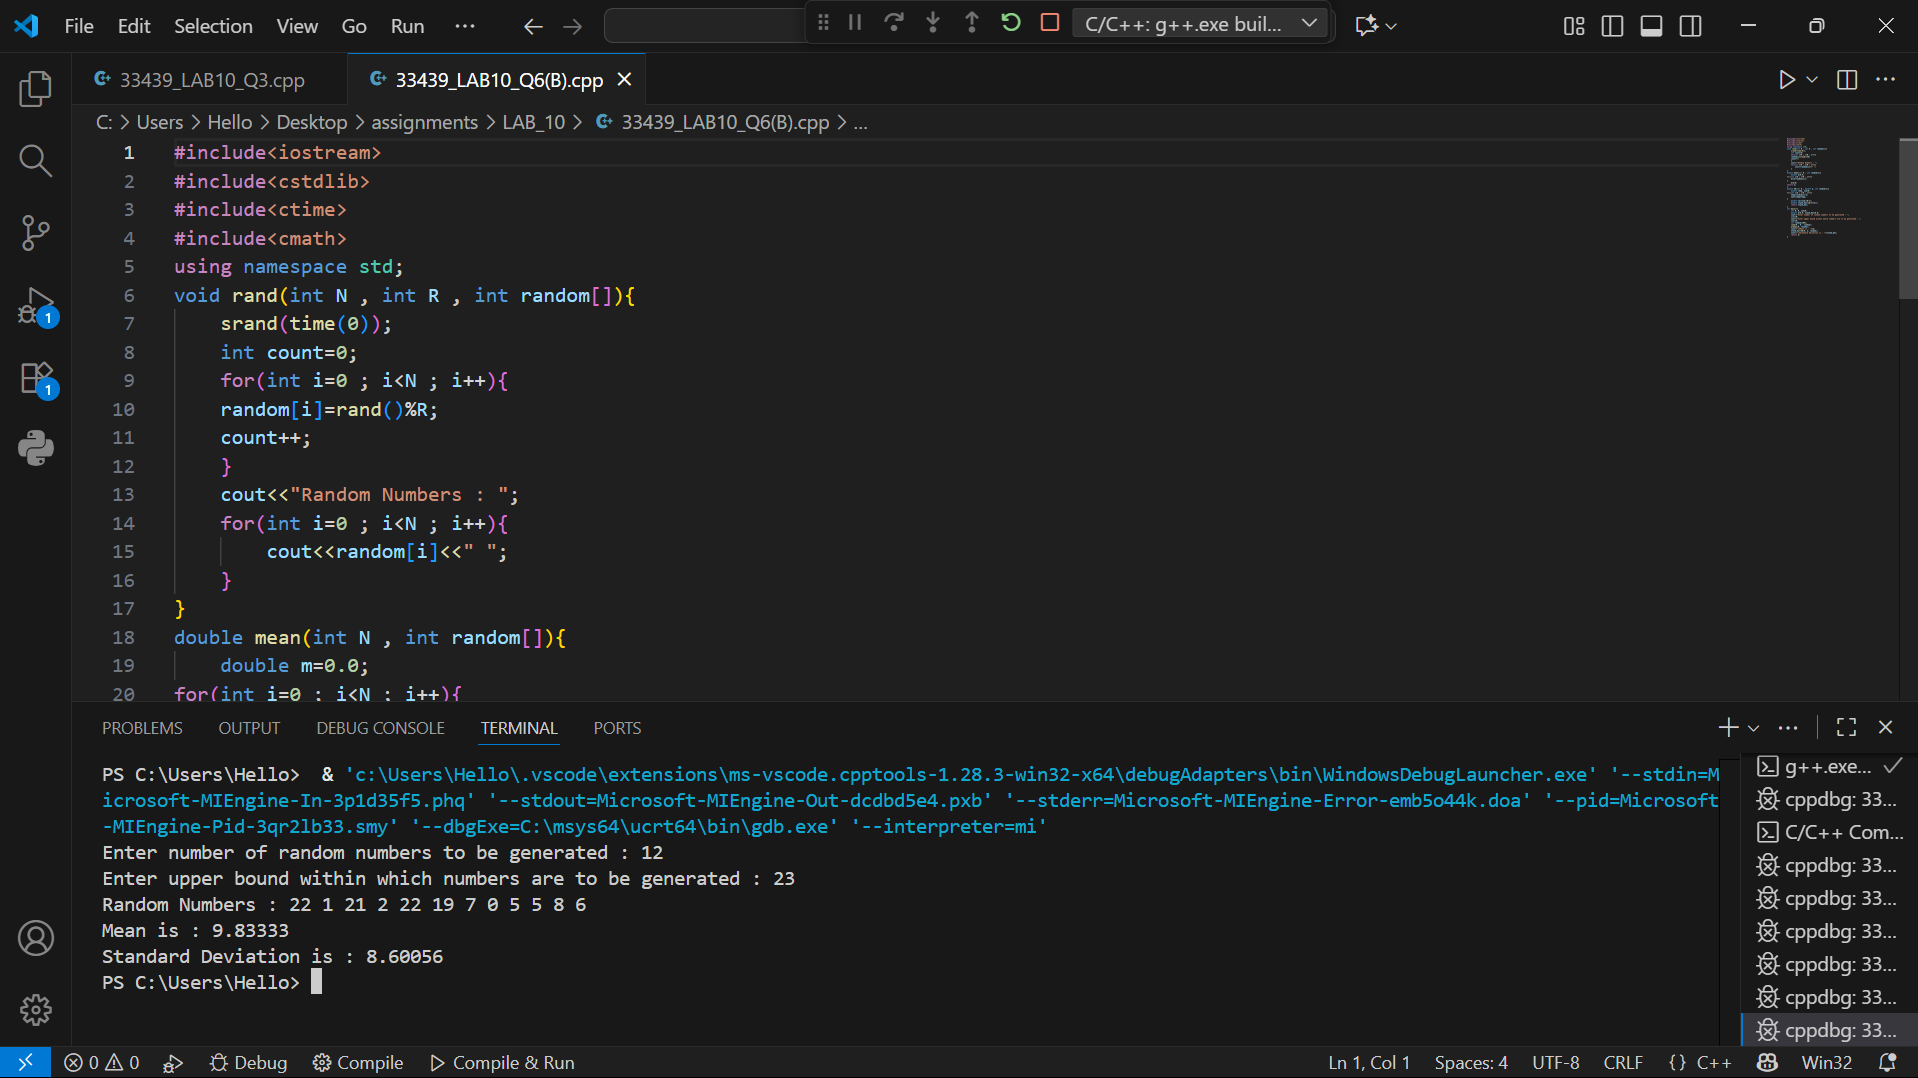 File Edit Selection View Go Run ··· C/C++: g++.exe buil...
33439_LAB10_Q3.cpp 33439_LAB10_Q6(B).cpp
C: > Users > Hello > Desktop > assignments > LAB_10 > 33439_LAB10_Q6(B).cpp > ...
1 #include<iostream>
2 #include<cstdlib>
3 #include<ctime>
4 #include<cmath>
5 using namespace std;
6 void rand(int N , int R , int random[]){
7 srand(time(0));
8 int count=0;
9 for(int i=0 ; i<N ; i++){
10 random[i]=rand()%R;
11 count++;
12 }
13 cout<<"Random Numbers : ";
14 for(int i=0 ; i<N ; i++){
15 cout<<random[i]<<" ";
16 }
17 }
18 double mean(int N , int random[]){
19 double m=0.0;
20 for(int i=0 ; i<N ; i++){
1
1
PROBLEMS OUTPUT DEBUG CONSOLE TERMINAL PORTS
PS C:\Users\Hello> & 'c:\Users\Hello\.vscode\extensions\ms-vscode.cpptools-1.28.3-win32-x64\debugAdapters\bin\WindowsDebugLauncher.exe' '--stdin=M
icrosoft-MIEngine-In-3p1d35f5.phq' '--stdout=Microsoft-MIEngine-Out-dcdbd5e4.pxb' '--stderr=Microsoft-MIEngine-Error-emb5o44k.doa' '--pid=Microsoft
-MIEngine-Pid-3qr2lb33.smy' '--dbgExe=C:\msys64\ucrt64\bin\gdb.exe' '--interpreter=mi'
Enter number of random numbers to be generated : 12
Enter upper bound within which numbers are to be generated : 23
Random Numbers : 22 1 21 2 22 19 7 0 5 5 8 6
Mean is : 9.83333
Standard Deviation is : 8.60056
PS C:\Users\Hello>
g++.exe...
cppdbg: 33...
C/C++ Com...
cppdbg: 33...
cppdbg: 33...
cppdbg: 33...
cppdbg: 33...
cppdbg: 33...
cppdbg: 33...
0 0 Debug Compile Compile & Run Ln 1, Col 1 Spaces: 4 UTF-8 CRLF {} C++ Win32